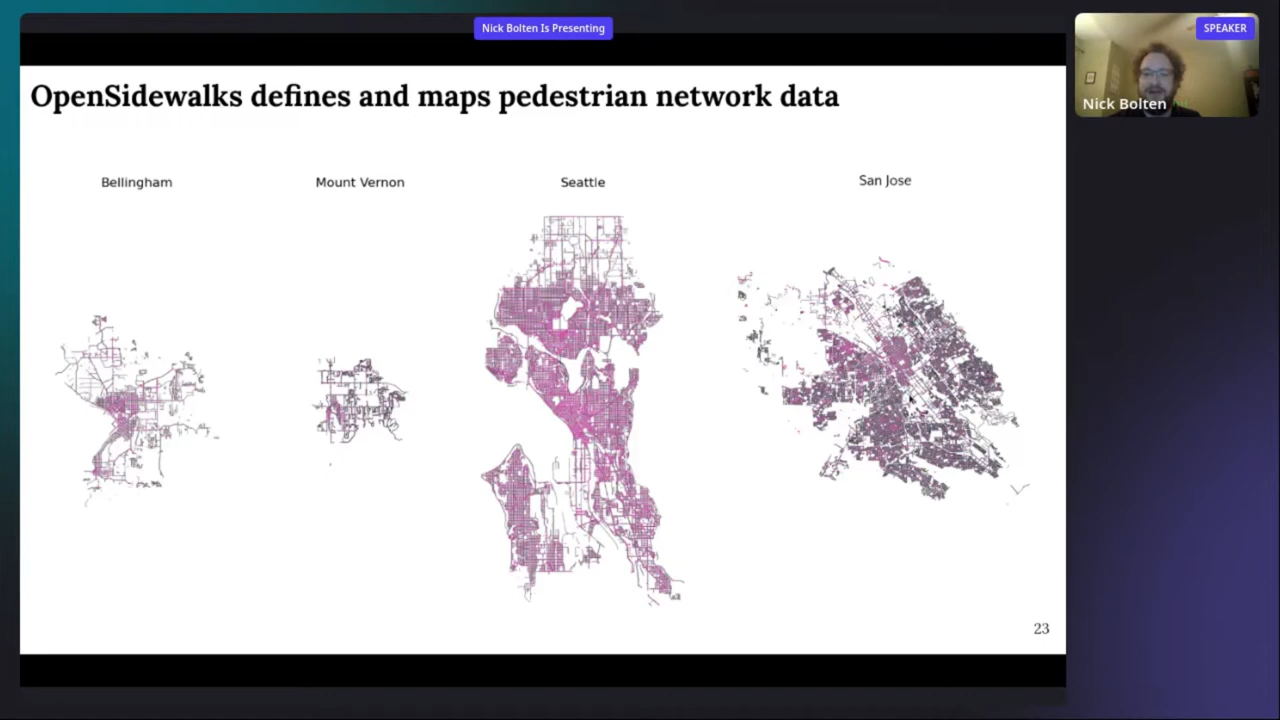 Nick Bolten Is Presenting
SPEAKER
Nick Bolten
OpenSidewalks defines and maps pedestrian network data
Bellingham
Mount Vernon
Seattle
San Jose
23